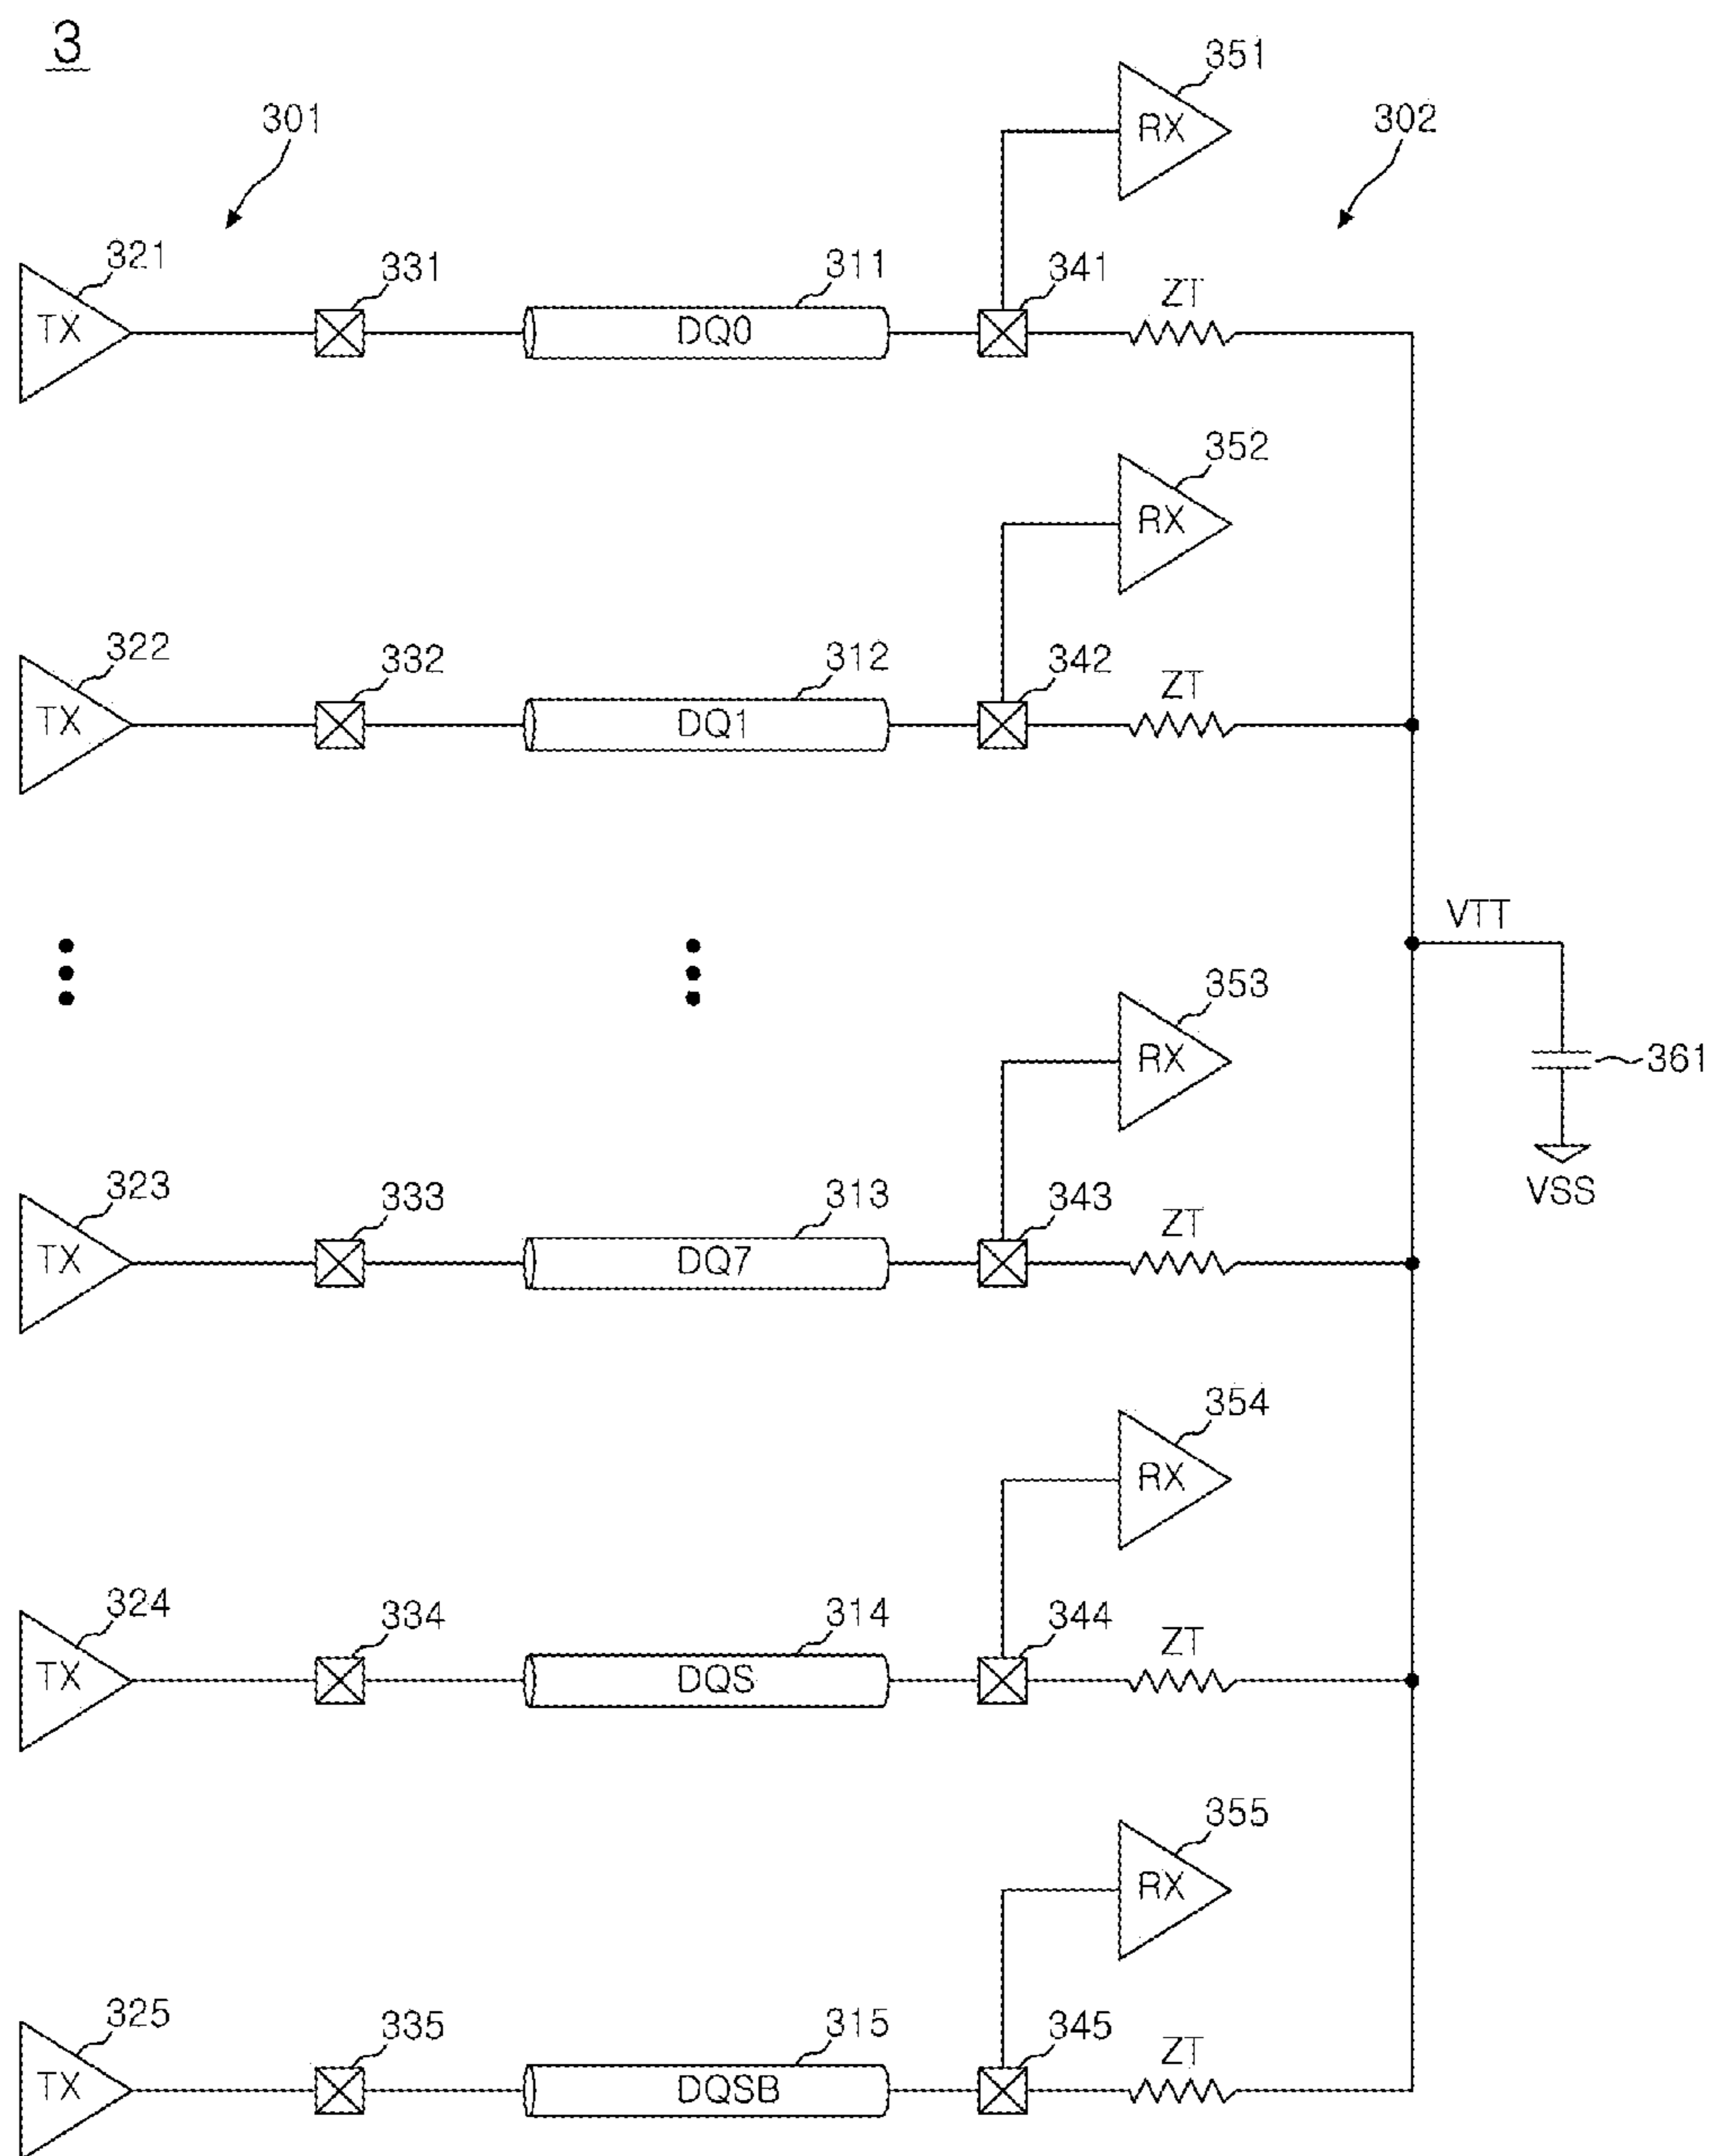 3
351
301
302
RX
321
331
311
341
ZT
TX
DQ0
352
RX
322
332
312
342
ZT
TX
DQ1
VTT
353
RX
361
VSS
323
333
313
343
ZT
TX
DQ7
354
RX
324
334
314
344
ZT
TX
DQS
355
RX
325
335
315
345
ZT
TX
DQSB